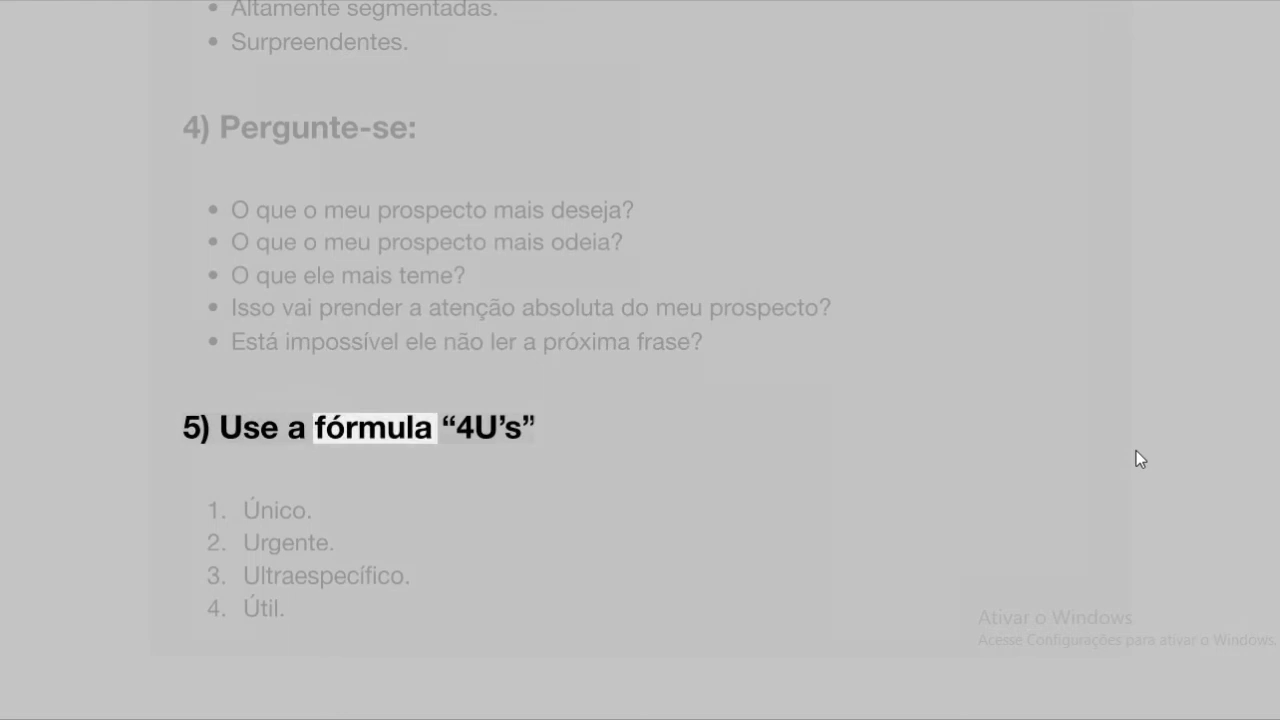 • Altamente segmentadas.
• Surpreendentes.
4) Pergunte-se:
• O que o meu prospecto mais deseja?
• O que o meu prospecto mais odeia?
• O que ele mais teme?
• Isso vai prender a atenção absoluta do meu prospecto?
• Está impossível ele não ler a próxima frase?
5) Use a fórmula “4U’s”
1. Único.
2. Urgente.
3. Ultraespecífico.
4. Útil.
Ativar o Windows
Acesse Configurações para ativar o Windows.